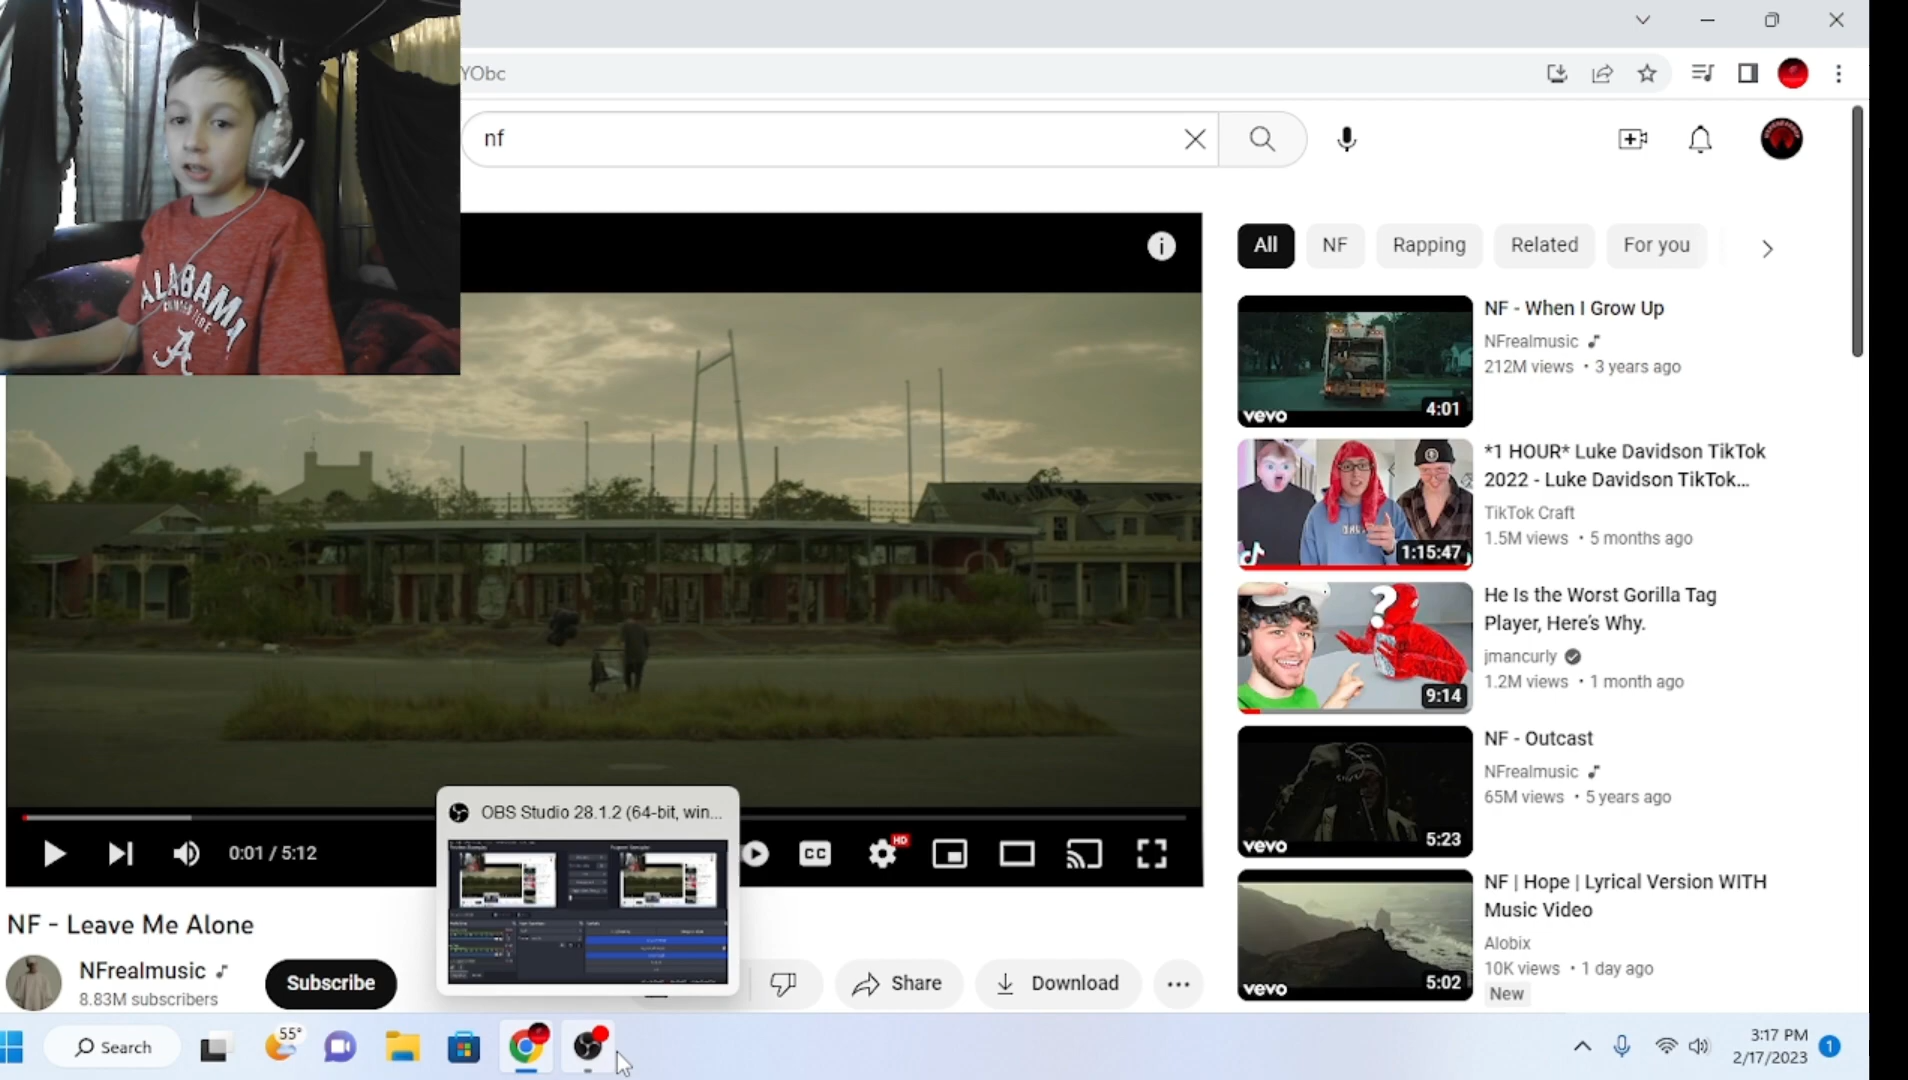 YObc
nf
ALABAMA
CRIMSON TIDE
A
All
NF
Rapping
Related
For you
NF - When I Grow Up
NFrealmusic
212M views • 3 years ago
4:01
vevo
*1 HOUR* Luke Davidson TikTok
2022 - Luke Davidson TikTok...
TikTok Craft
1.5M views • 5 months ago
1:15:47
He Is the Worst Gorilla Tag
Player, Here's Why.
jmancurly
1.2M views • 1 month ago
?
9:14
NF - Outcast
NFrealmusic
65M views • 5 years ago
5:23
vevo
NF | Hope | Lyrical Version WITH
Music Video
Alobix
10K views • 1 day ago
New
5:02
vevo
OBS Studio 28.1.2 (64-bit, win...
0:01 / 5:12
CC
HD
NF - Leave Me Alone
NFrealmusic
8.83M subscribers
Subscribe
Share
Download
Search
55°
3:17 PM
2/17/2023
1